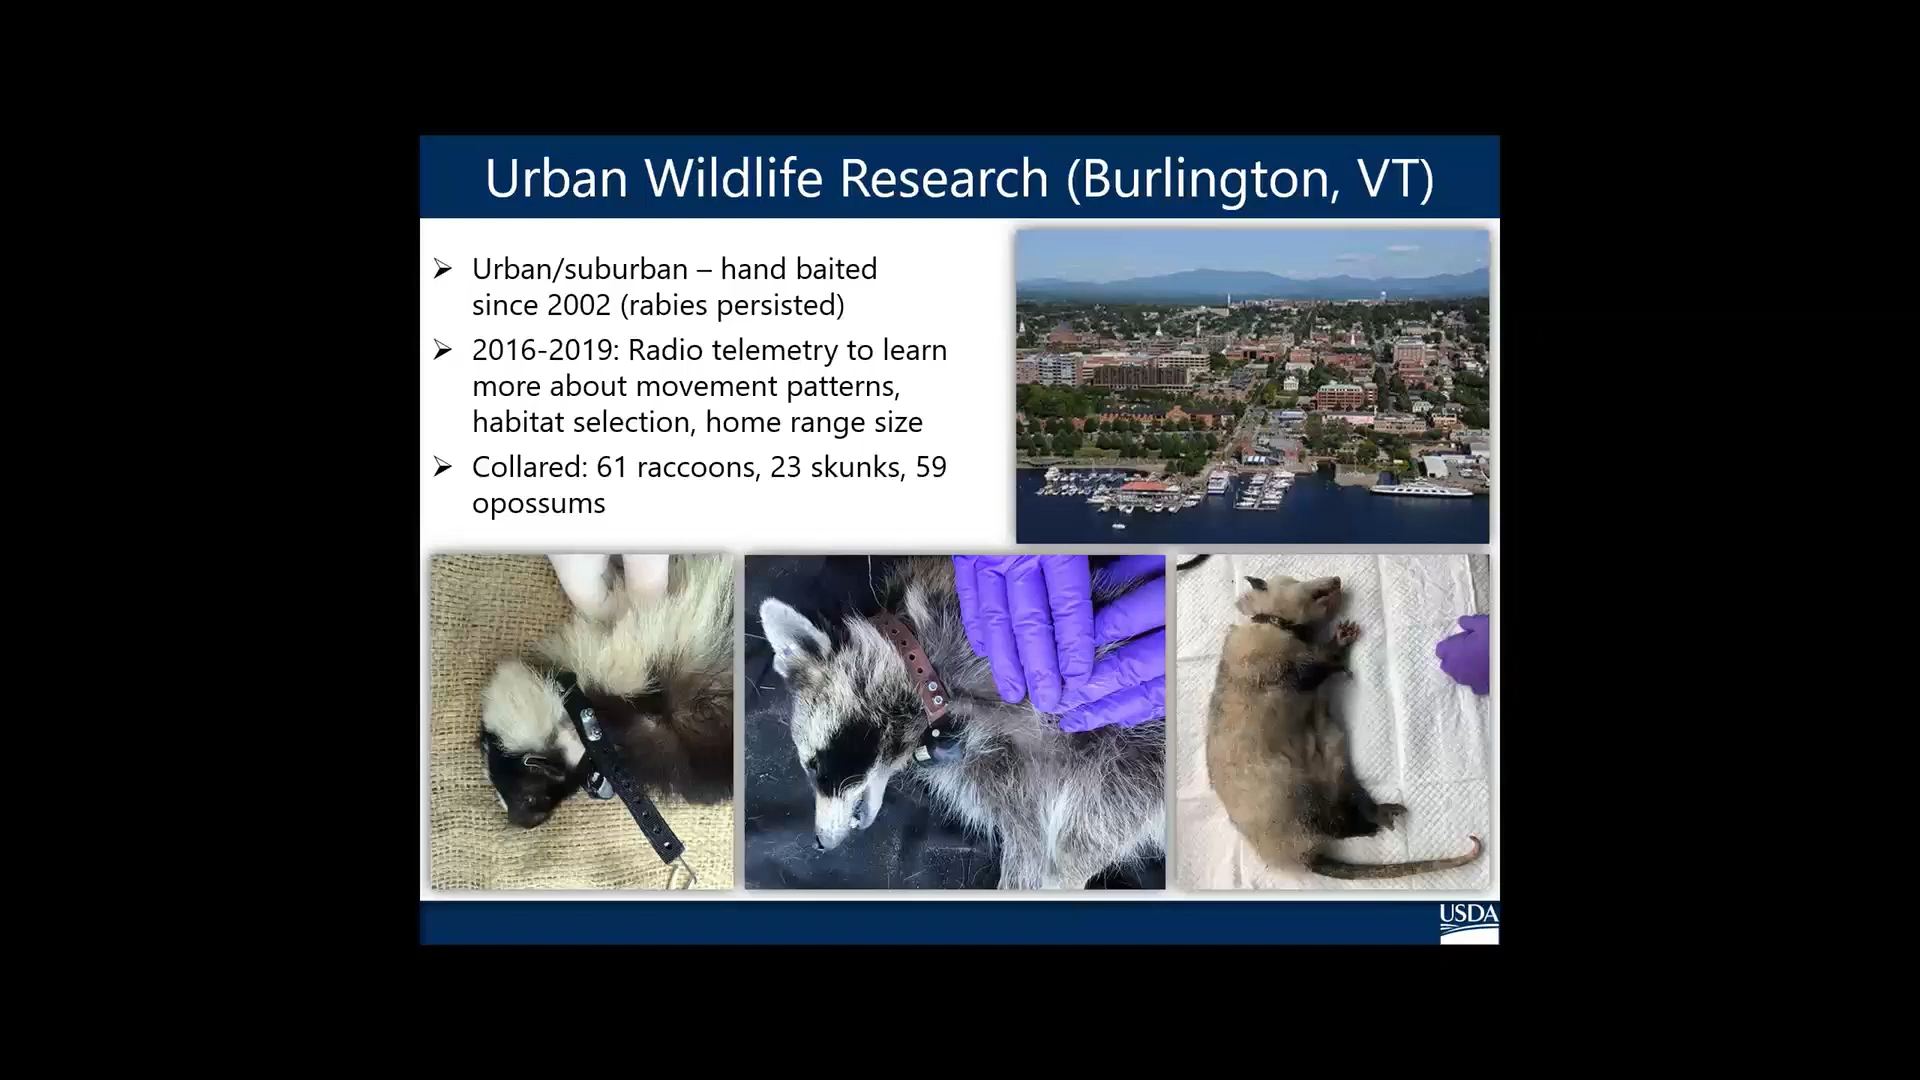 Urban Wildlife Research (Burlington, VT)
➢ Urban/suburban – hand baited
since 2002 (rabies persisted)
➢ 2016-2019: Radio telemetry to learn
more about movement patterns,
habitat selection, home range size
➢ Collared: 61 raccoons, 23 skunks, 59
opossums
USDA